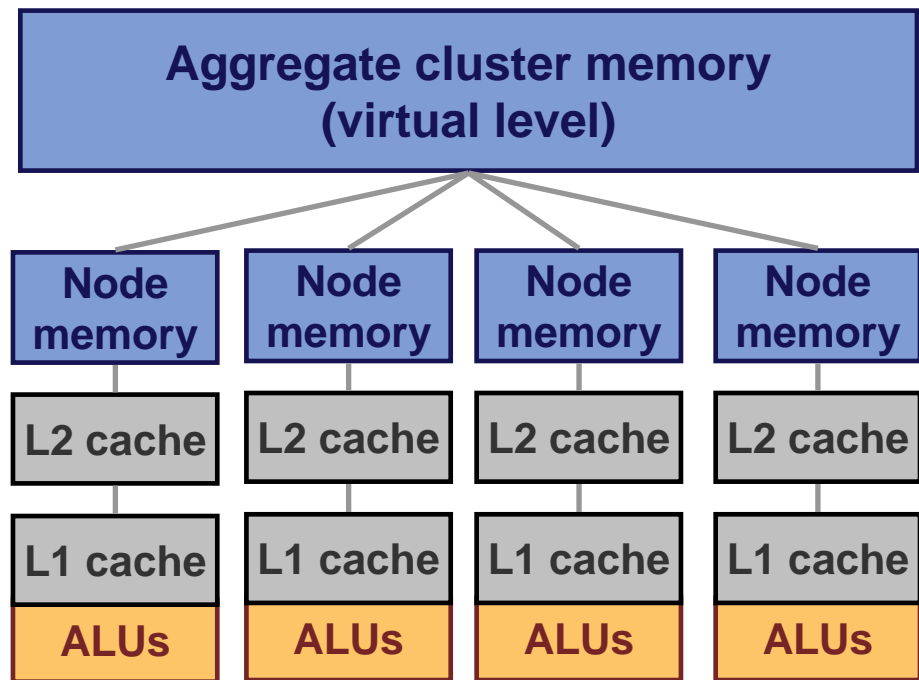 Aggregate cluster memory
(virtual level)
Node
memory
Node
memory
Node
memory
Node
memory
L2 cache
L2 cache
L2 cache
L2 cache
L1 cache
L1 cache
L1 cache
L1 cache
ALUs
ALUs
ALUs
ALUs